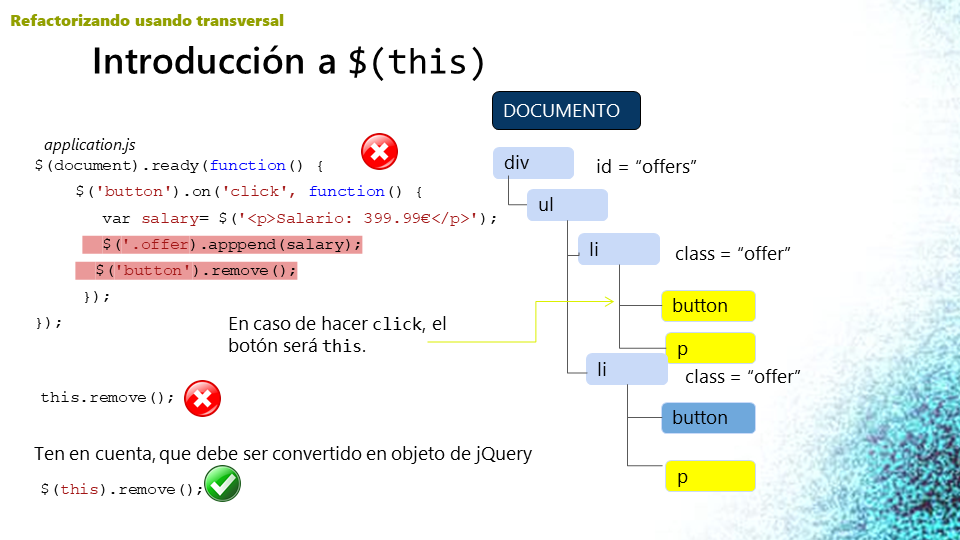 Refactorizando usando transversal
Introducción a $(this)
DOCUMENTO
application.js
$(document).ready(function() {
$('button').on('click', function() {
var salary= $('<p>Salario: 399.99€</p>');
$('.offer).apppend(salary);
$('button').remove();
});
});
En caso de hacer click, el
botón será this.
this.remove();
Ten en cuenta, que debe ser convertido en objeto de jQuery
$(this).remove();
div
id = “offers”
ul
li
class = “offer”
button
p
li
class = “offer”
button
p